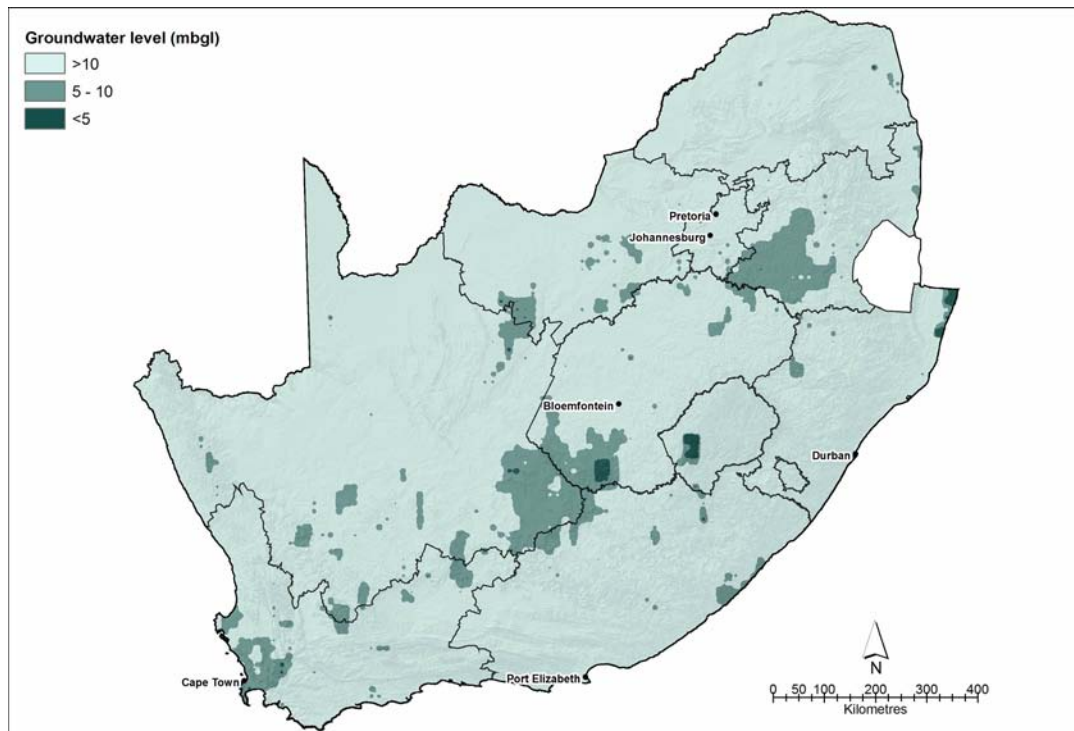 Groundwater level (mbgl)
>10
5 - 10
<5
Pretoria
Johannesburg
Bloemfontein
Durban
Cape Town
Port Elizabeth
N
0 50 100 200 300 400
Kilometres